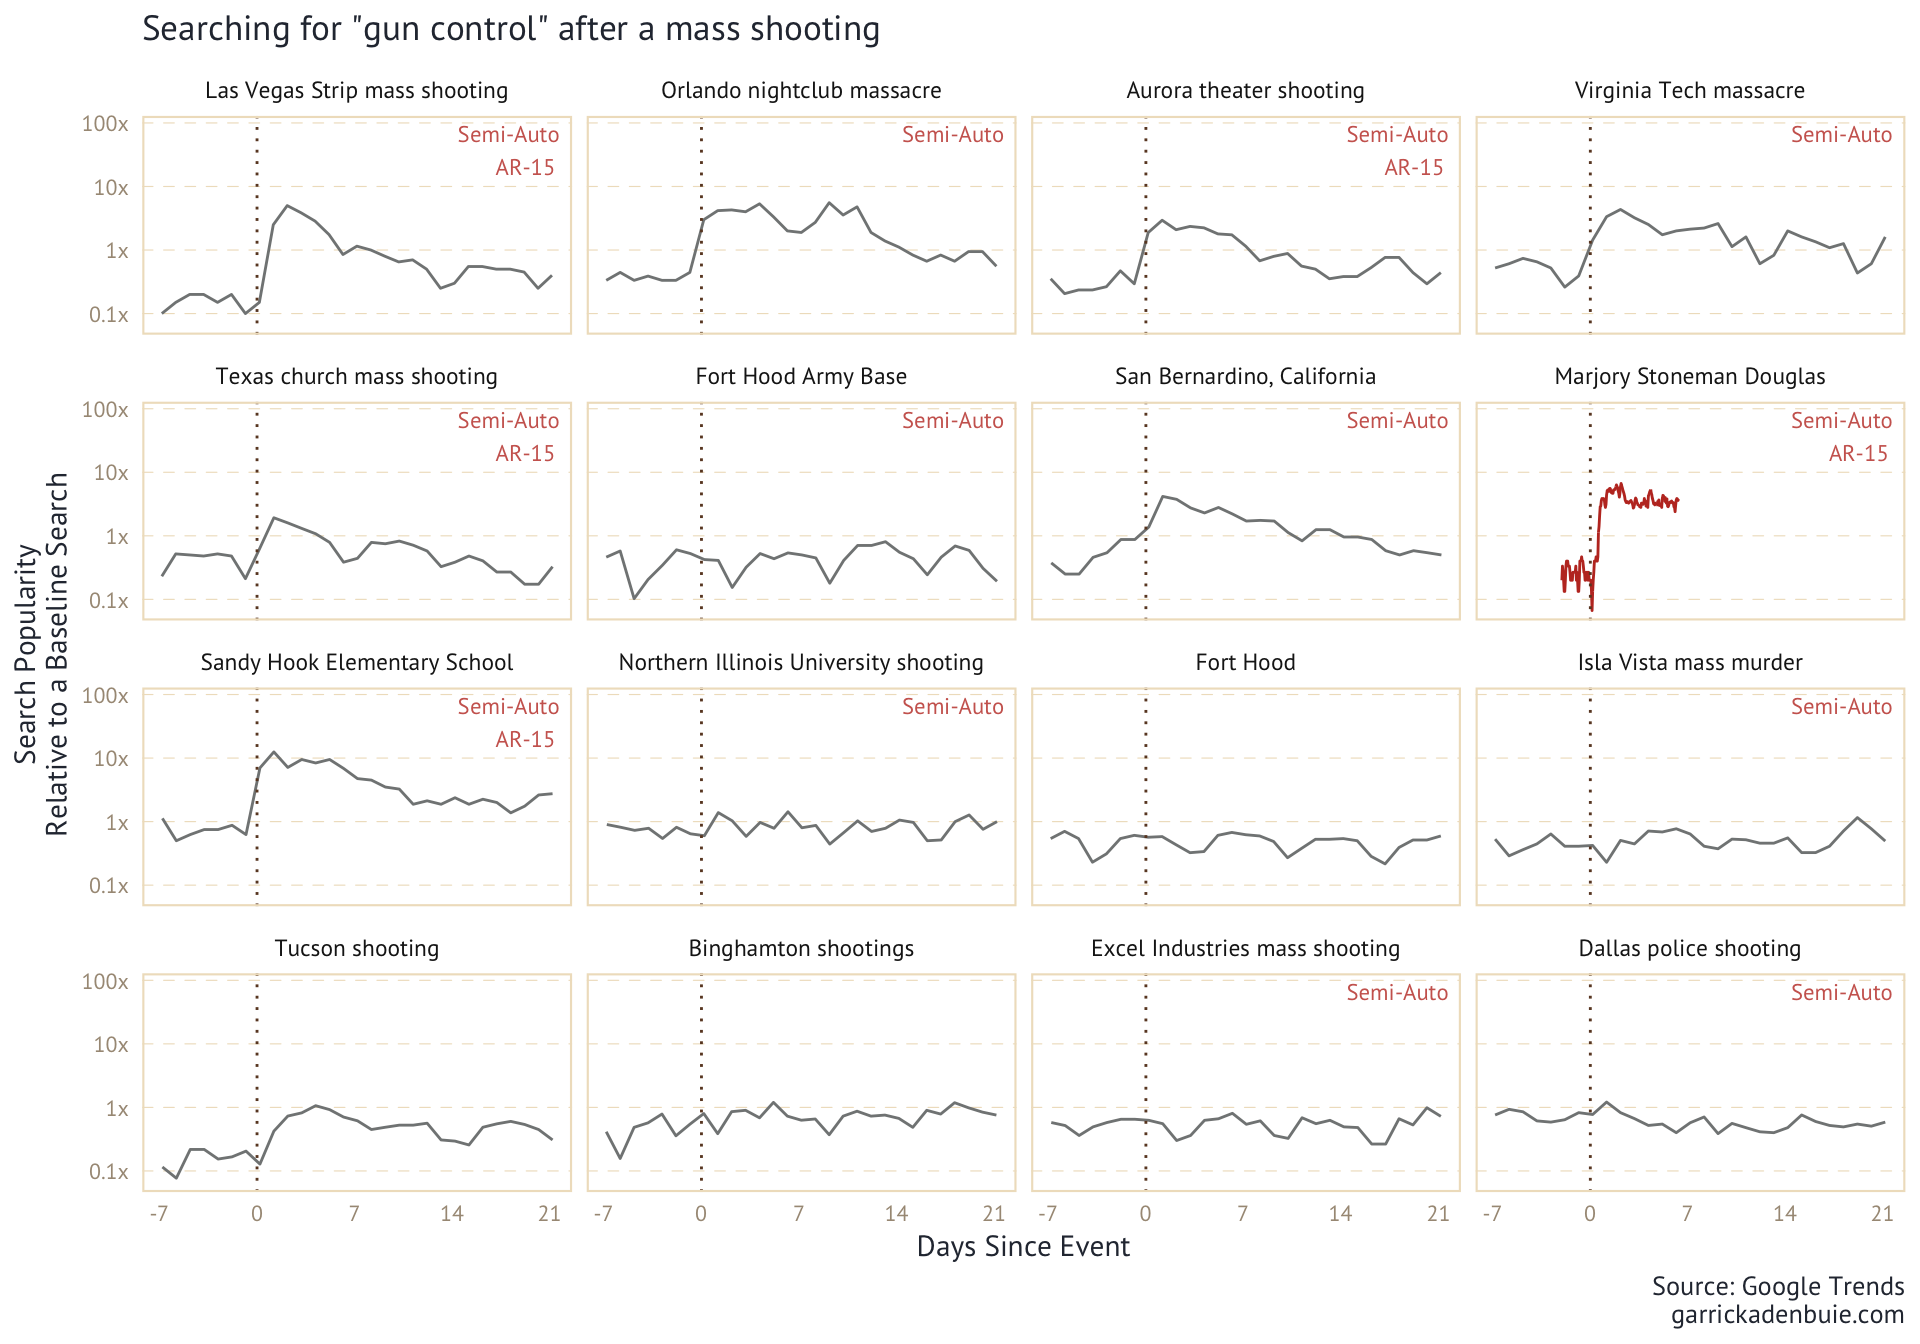 Searching for "gun control" after a mass shooting
Search Popularity
Relative to a Baseline Search
Las Vegas Strip mass shooting
Orlando nightclub massacre
Aurora theater shooting
Virginia Tech massacre
100x
10x
1x
0.1x
Semi-Auto
AR-15
Semi-Auto
Semi-Auto
AR-15
Semi-Auto
Texas church mass shooting
Fort Hood Army Base
San Bernardino, California
Marjory Stoneman Douglas
100x
10x
1x
0.1x
Semi-Auto
AR-15
Semi-Auto
Semi-Auto
Semi-Auto
AR-15
Sandy Hook Elementary School
Northern Illinois University shooting
Fort Hood
Isla Vista mass murder
100x
10x
1x
0.1x
Semi-Auto
AR-15
Semi-Auto
Semi-Auto
Tucson shooting
Binghamton shootings
Excel Industries mass shooting
Dallas police shooting
100x
10x
1x
0.1x
Semi-Auto
Semi-Auto
-7 0 7 14 21
-7 0 7 14 21
-7 0 7 14 21
-7 0 7 14 21
Days Since Event
Source: Google Trends
garrickadenbuie.com